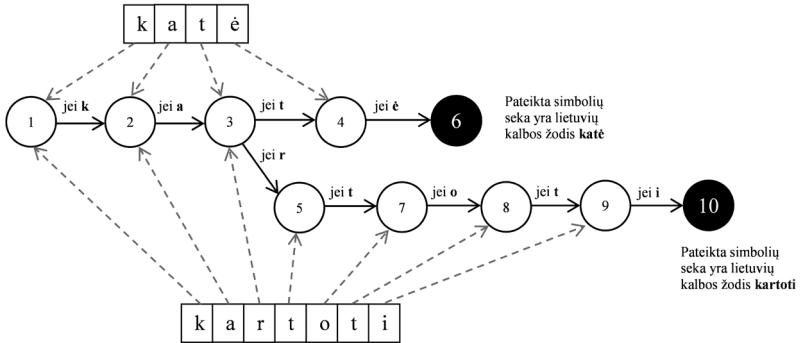 k a t ė
jei k jei a jei t jei ė
1 2 3 4 6
Pateikta simbolių
seka yra lietuvių
kalbos žodis katė
jei r
jei t jei o jei t jei i
5 7 8 9 10
Pateikta simbolių
seka yra lietuvių
kalbos žodis kartoti
k a r t o t i